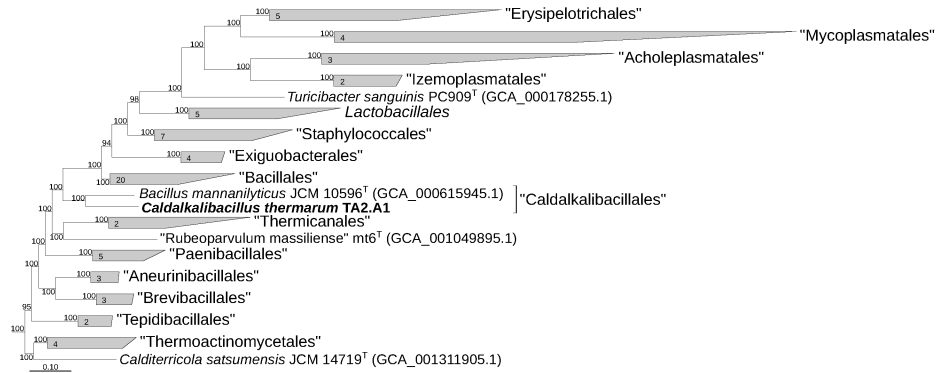 100 5 "Erysipelotrichales"
100
100 4 "Mycoplasmatales"
100
100 3 "Acholeplasmatales"
100
100 2 "Izemoplasmatales"
100
Turicibacter sanguinis PC909T (GCA_000178255.1)
98
100 5 Lactobacillales
100
100 7 "Staphylococcales"
94
100 4 "Exiguobacterales"
100
100 20 "Bacillales"
Bacillus mannanilyticus JCM 10596T (GCA_000615945.1)
100
"Caldalkalibacillales"
100
Caldalkalibacillus thermarum TA2.A1
100 2 "Thermicanales"
100
"Rubeoparvulum massiliense" mt6T (GCA_001049895.1)
100
100 5 "Paenibacillales"
100
100 3 "Aneurinibacillales"
100
100 3 "Brevibacillales"
95
100 2 "Tepidibacillales"
100
100 4 "Thermoactinomycetales"
100
Calditerricola satsumensis JCM 14719T (GCA_001311905.1)
0.10